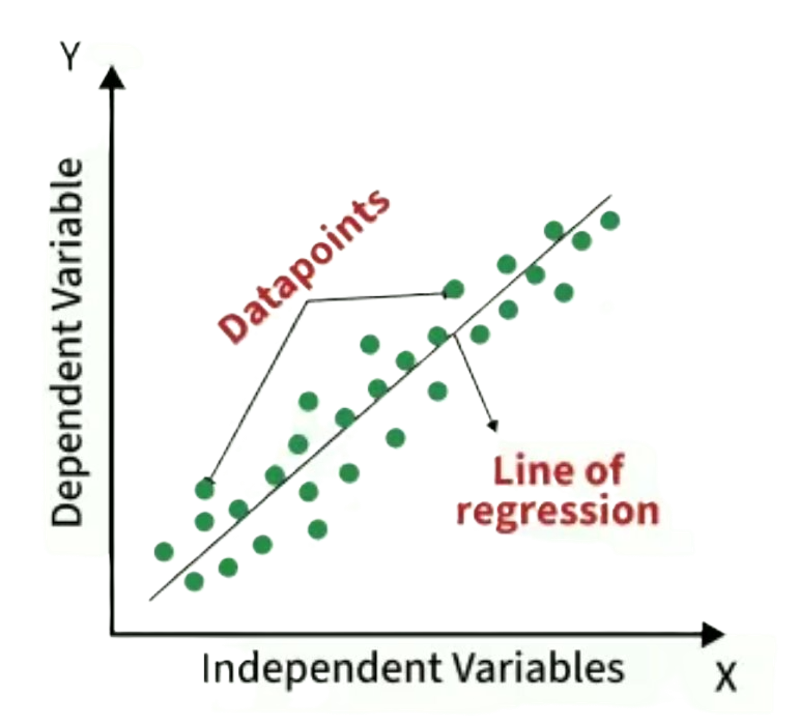 Y
Dependent Variable
Datapoints
Line of
regression
Independent Variables
X